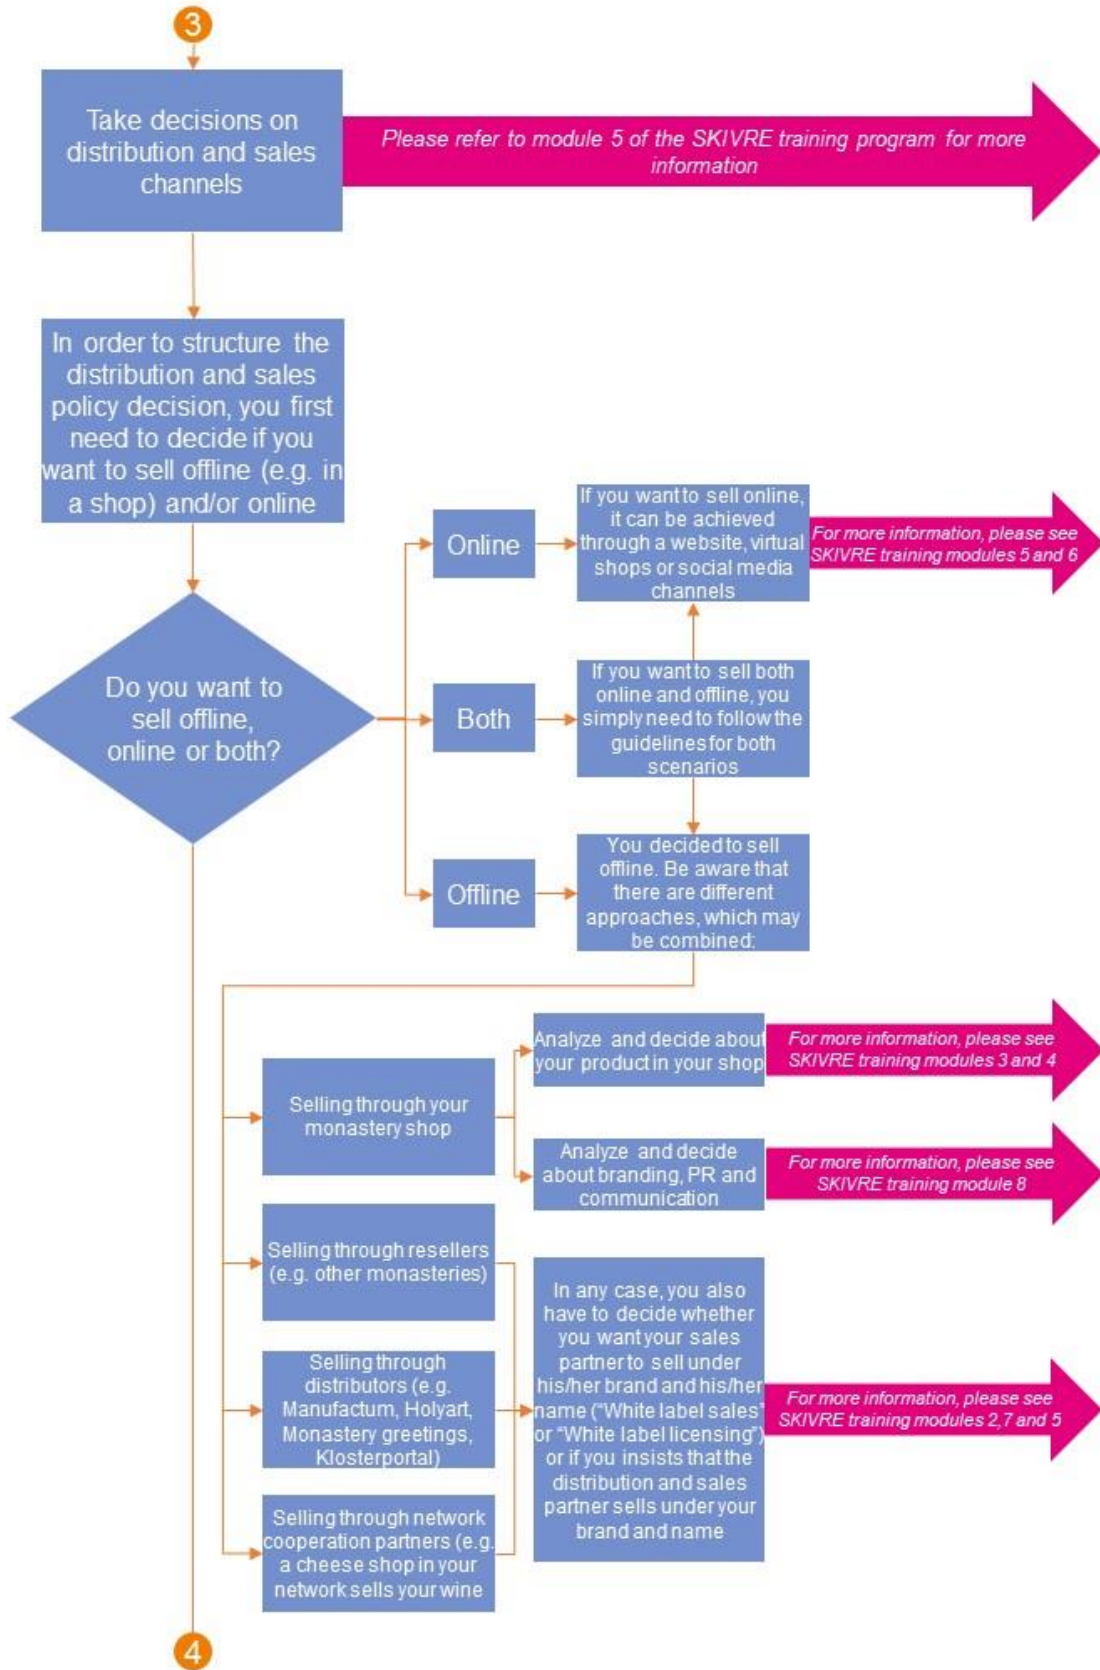 3
Take decisions on
distribution and sales
channels
Please refer to module 5 of the SKIVRE training program for more
information
In order to structure the
distribution and sales
policy decision, you first
need to decide if you
want to sell offline (e.g. in
a shop) and/or online
Do you want to
sell offline,
online or both?
Online
If you want to sell online,
it can be achieved
through a website, virtual
shops or social media
channels
For more information, please see
SKIVRE training modules 5 and 6
Both
If you want to sell both
online and offline, you
simply need to follow the
guidelines for both
scenarios
Offline
You decided to sell
offline. Be aware that
there are different
approaches, which may
be combined:
Selling through your
monastery shop
Analyze and decide about
your product in your shop
For more information, please see
SKIVRE training modules 3 and 4
Analyze and decide
about branding, PR and
communication
For more information, please see
SKIVRE training module 8
Selling through resellers
(e.g. other monasteries)
Selling through
distributors (e.g.
Manufactum, Holyart,
Monastery greetings,
Klosterportal)
Selling through network
cooperation partners (e.g.
a cheese shop in your
network sells your wine
In any case, you also
have to decide whether
you want your sales
partner to sell under
his/her brand and his/her
name (“White label sales”
or “White label licensing”)
or if you insists that the
distribution and sales
partner sells under your
brand and name
For more information, please see
SKIVRE training modules 2,7 and 5
4